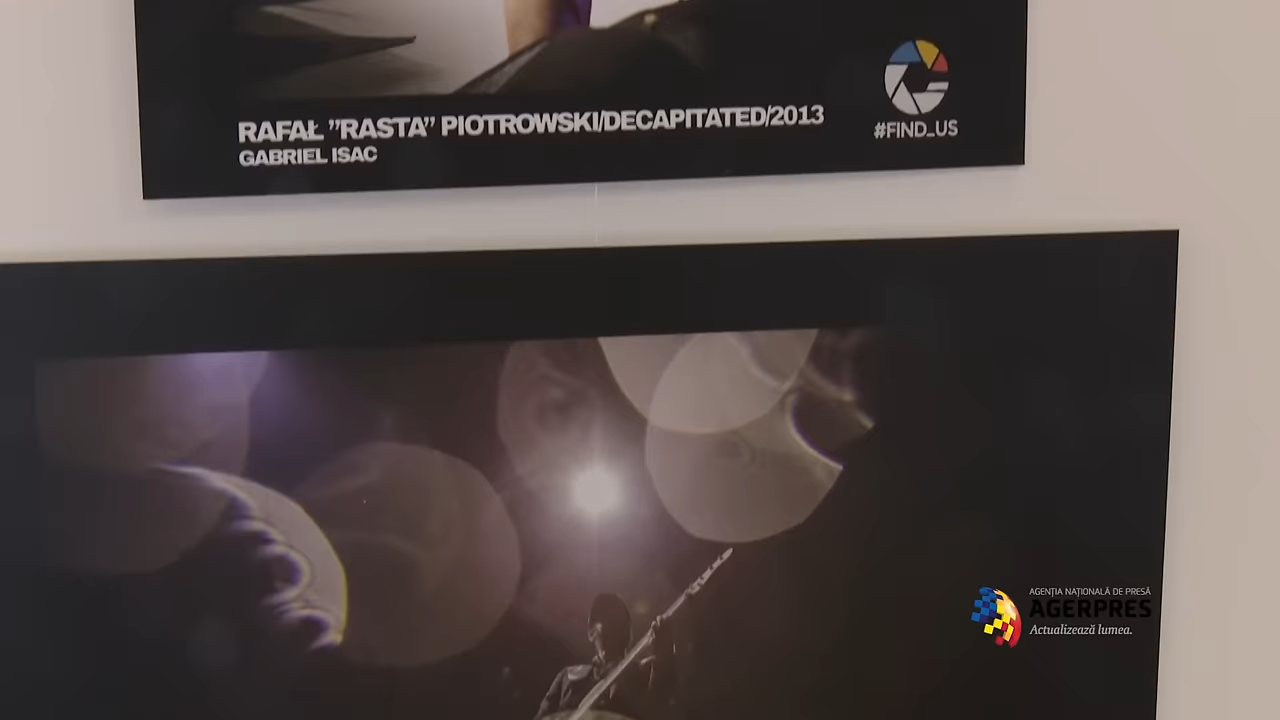 RAFAŁ ”RASTA” PIOTROWSKI/DECAPITATED/2013
GABRIEL ISAC
#FIND_US
AGENȚIA NAȚIONALĂ DE PRESĂ
AGERPRES
Actualizează lumea.